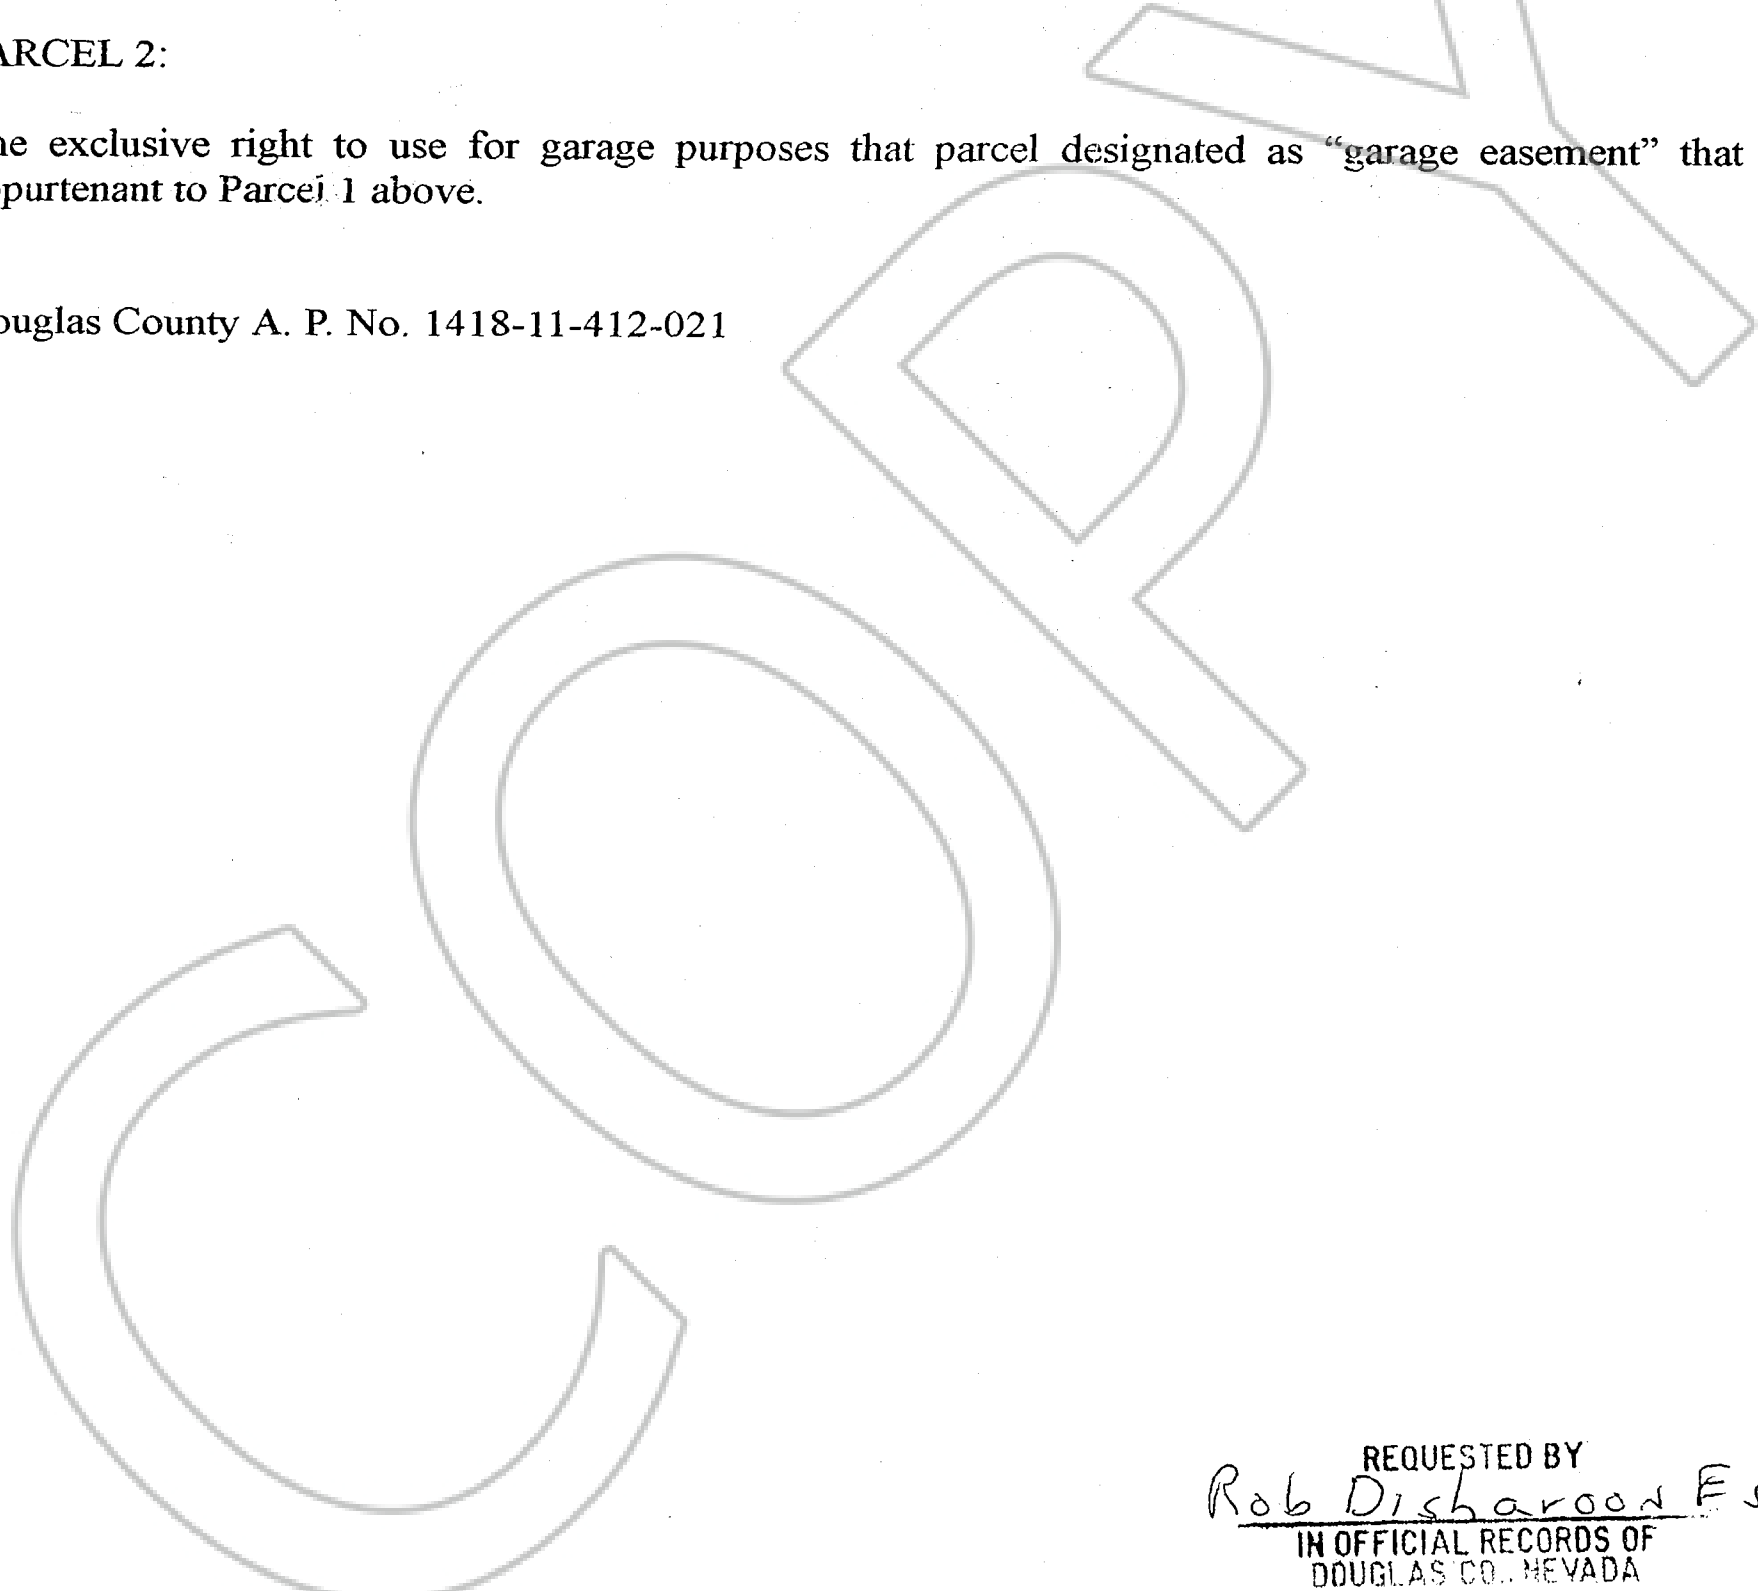 ARCEL 2:
he exclusive right to use for garage purposes that parcel designated as “garage easement” that
purtenant to Parcel 1 above.
ouglas County A. P. No. 1418-11-412-021
COPY
REQUESTED BY
Rob Disharoon Es
IN OFFICIAL RECORDS OF
DOUGLAS CO., NEVADA